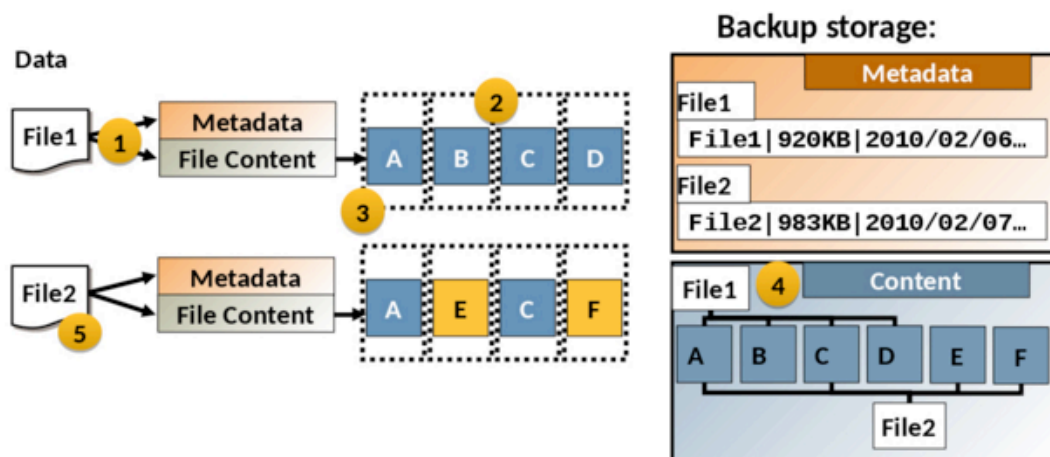 Backup storage:
Data
Metadata
File1
File1|920KB|2010/02/06…
File2
File2|983KB|2010/02/07…
File1
1
Metadata
File Content
2
A B C D
3
File2
5
Metadata
File Content
A E C F
Content
File1
4
A B C D E F
File2